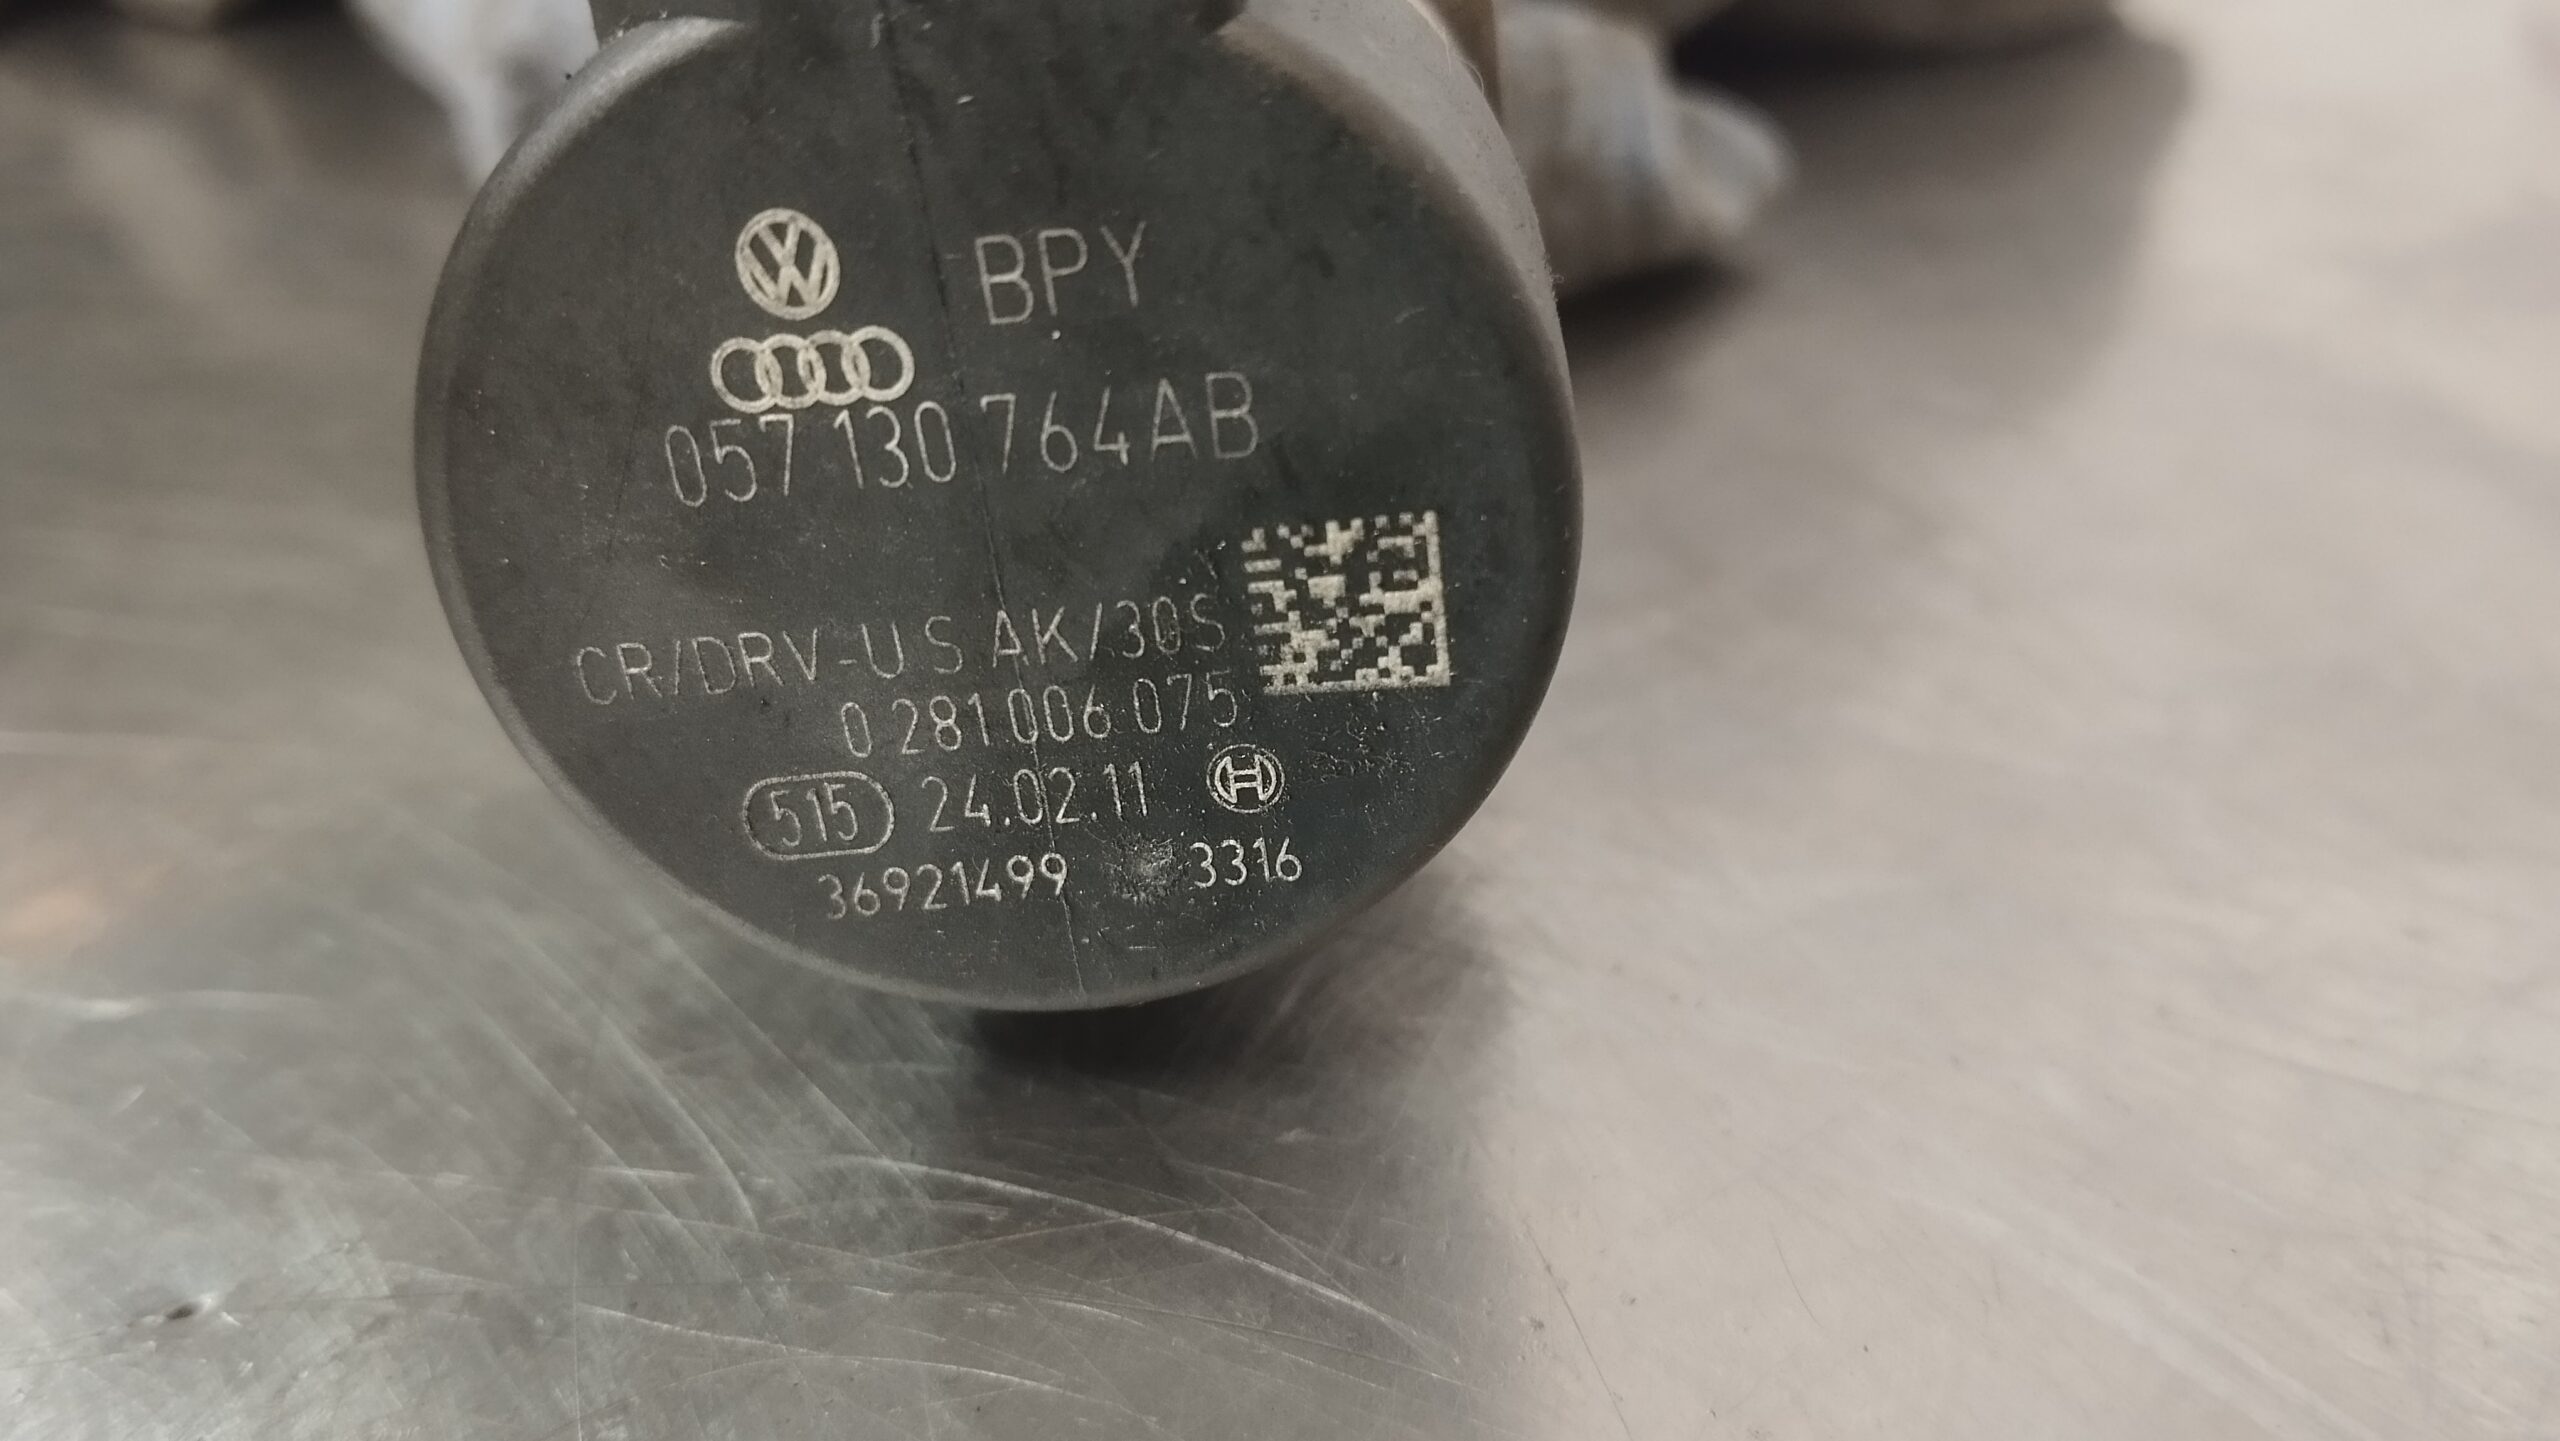 BPY
057 130 764AB
CR/DRV-U S AK/30S
0 281 006 075
515 24.02.11
36921499 3316